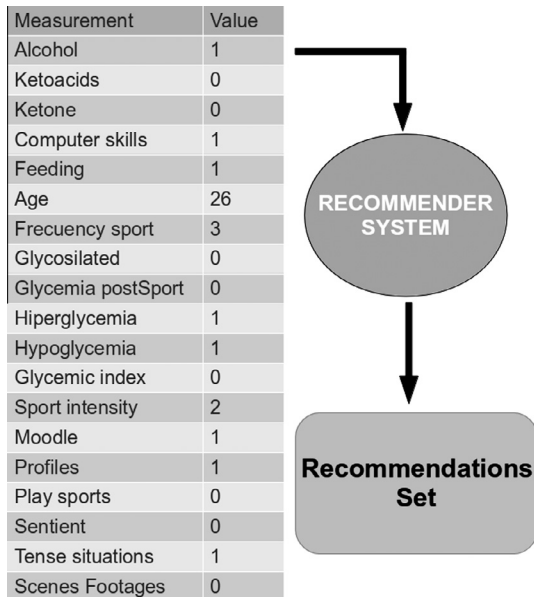 Measurement Value
Alcohol 1
Ketoacids 0
Ketone 0
Computer skills 1
Feeding 1
Age 26
Frecuency sport 3
Glycosilated 0
Glycemia postSport 0
Hiperglycemia 1
Hypoglycemia 1
Glycemic index 0
Sport intensity 2
Moodle 1
Profiles 1
Play sports 0
Sentient 0
Tense situations 1
Scenes Footages 0
RECOMMENDER
SYSTEM
Recommendations
Set